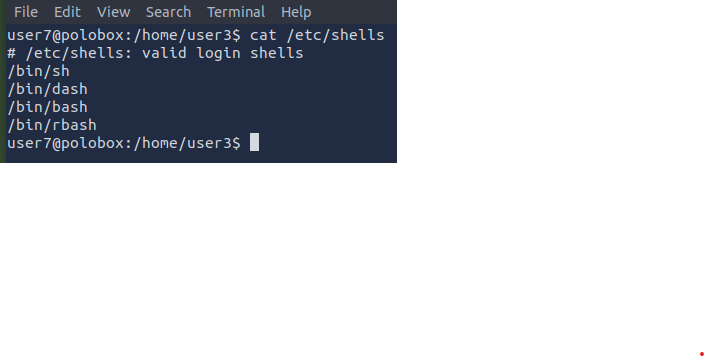 File Edit View Search Terminal Help
user7@polobox:/home/user3$ cat /etc/shells
# /etc/shells: valid login shells
/bin/sh
/bin/dash
/bin/bash
/bin/rbash
user7@polobox:/home/user3$